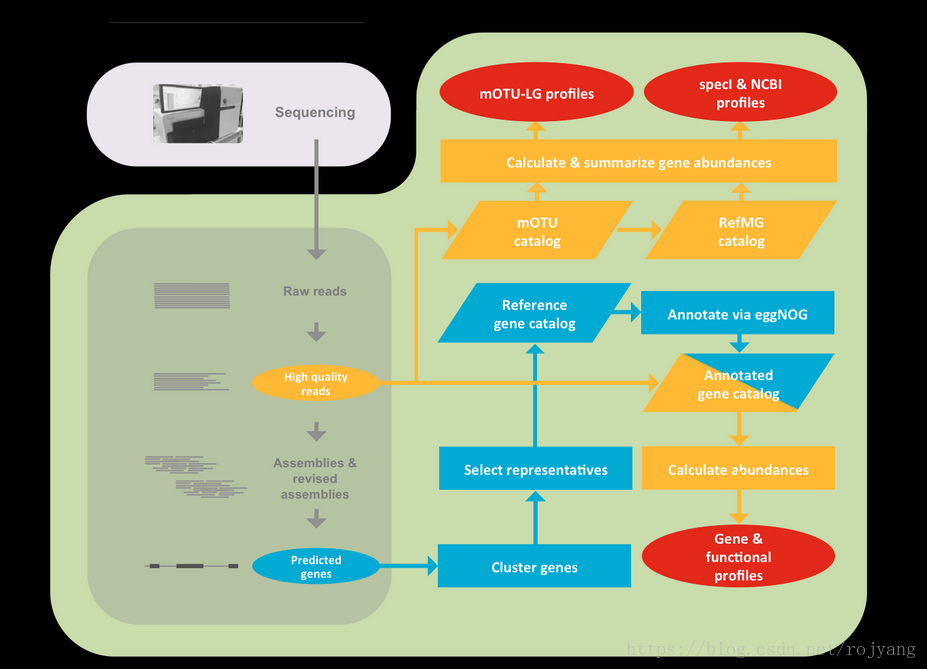 Sequencing
Raw reads
High quality
reads
Assemblies &
revised
assemblies
Predicted
genes
mOTU-LG profiles
specI & NCBI
profiles
Calculate & summarize gene abundances
mOTU
catalog
RefMG
catalog
Reference
gene catalog
Annotate via eggNOG
Annotated
gene catalog
Select representatives
Calculate abundances
Cluster genes
Gene &
functional
profiles
https://blog.csdn.net/rojyang